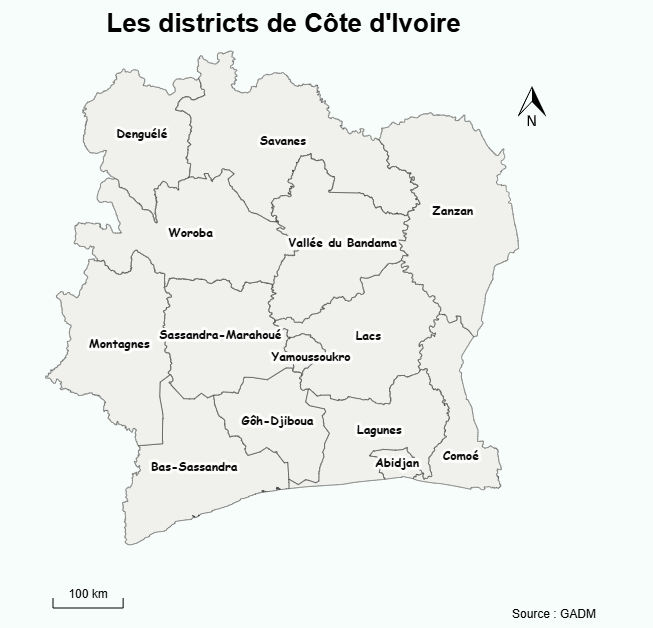 Les districts de Côte d'Ivoire
N
Denguélé
Savanes
Zanzan
Woroba
Vallée du Bandama
Sassandra-Marahoué
Lacs
Montagnes
Yamoussoukro
Gôh-Djiboua
Lagunes
Comoé
Abidjan
Bas-Sassandra
100 km
Source : GADM